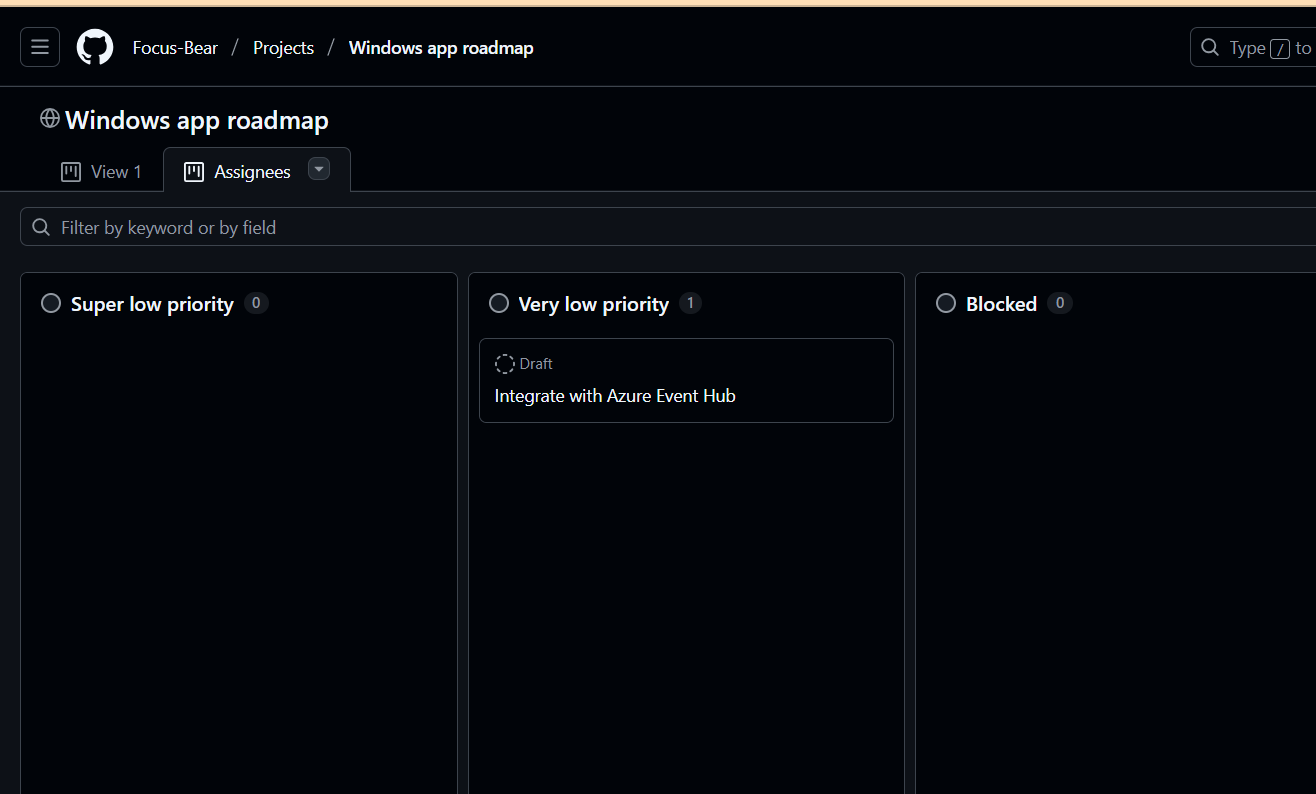 Focus-Bear / Projects / Windows app roadmap
Type / to
Windows app roadmap
View 1
Assignees
Filter by keyword or by field
Super low priority 0
Very low priority 1
Blocked 0
Draft
Integrate with Azure Event Hub